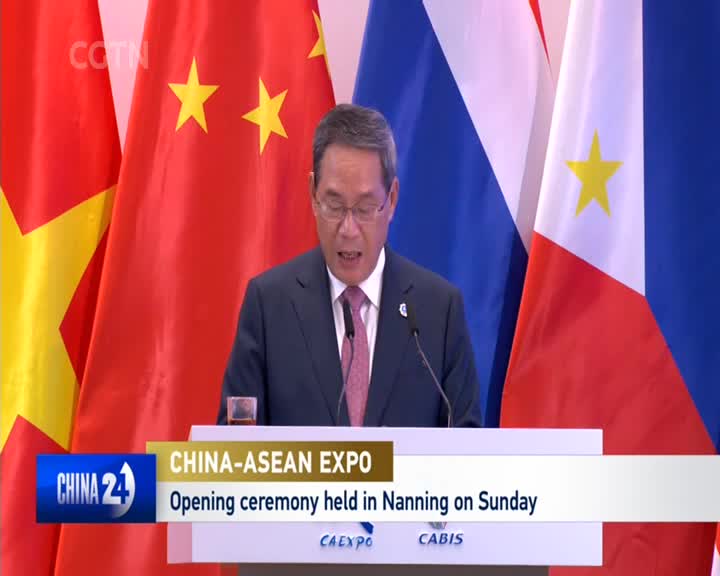 CGTN
CHINA-ASEAN EXPO
CHINA 24
Opening ceremony held in Nanning on Sunday
CAEXPO
CABIS